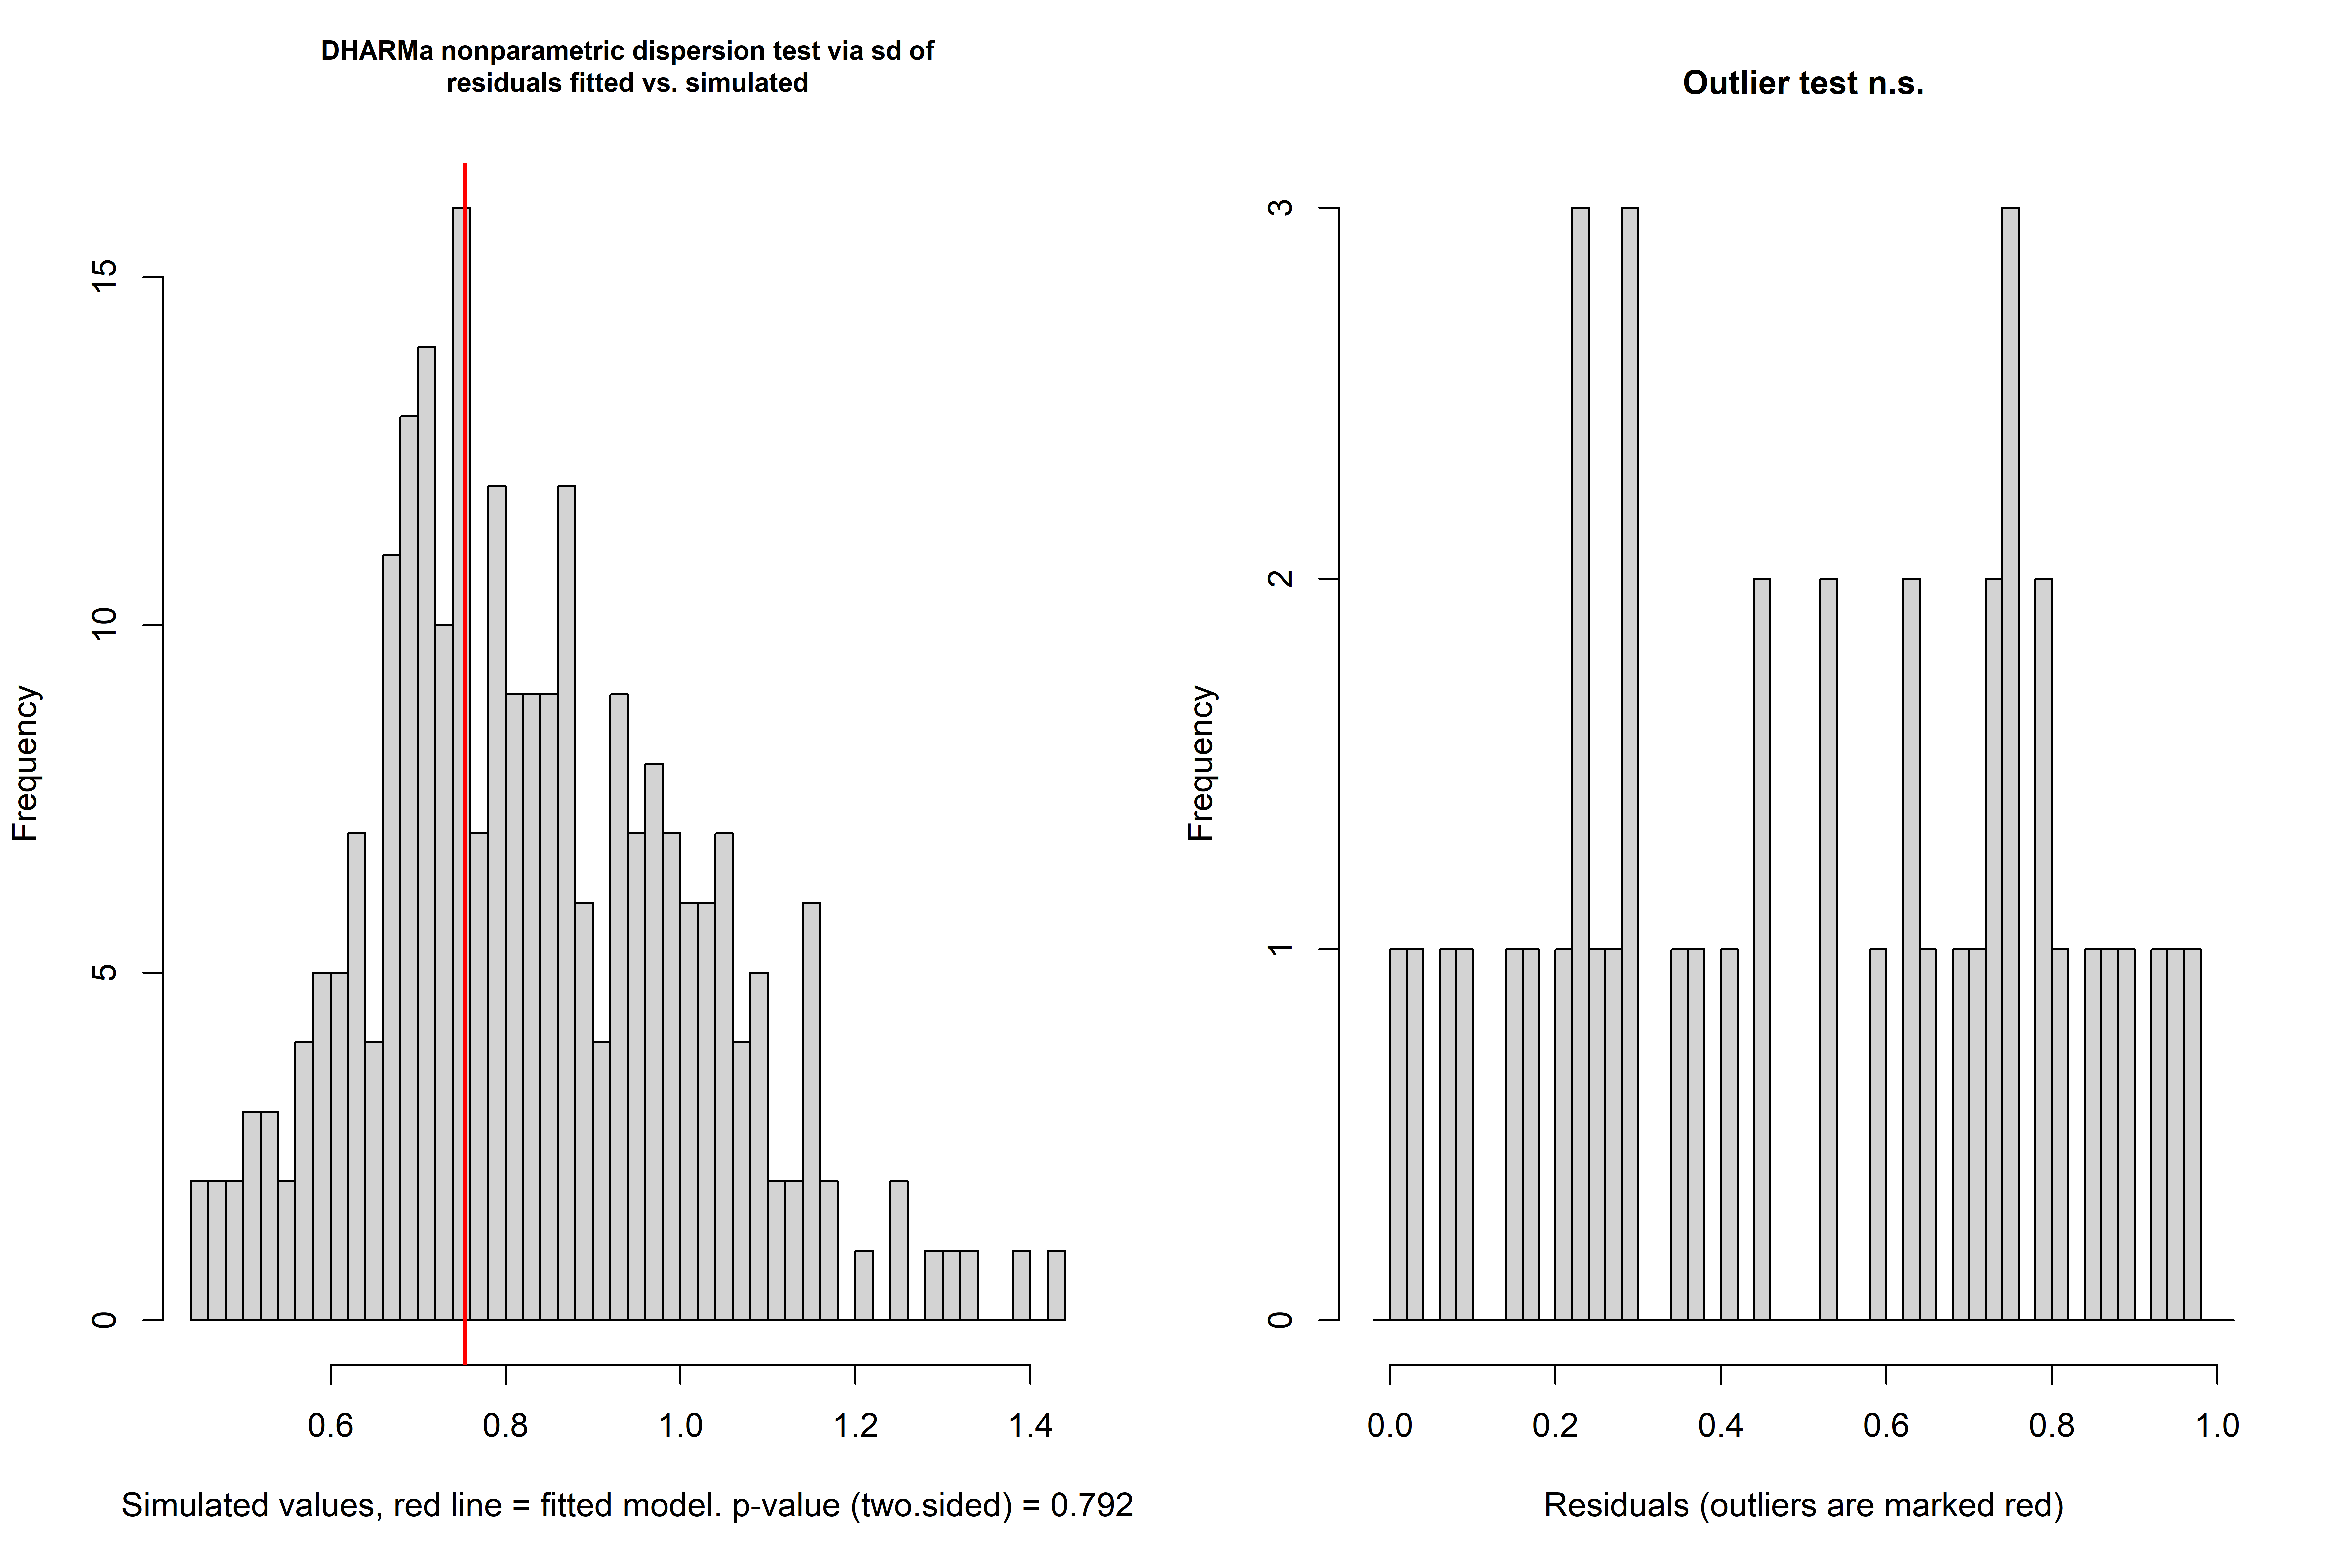 DHARMa nonparametric dispersion test via sd of
residuals fitted vs. simulated
Frequency
15
10
5
0
0.6 0.8 1.0 1.2 1.4
Simulated values, red line = fitted model. p-value (two.sided) = 0.792
Outlier test n.s.
Frequency
3
2
1
0
0.0 0.2 0.4 0.6 0.8 1.0
Residuals (outliers are marked red)